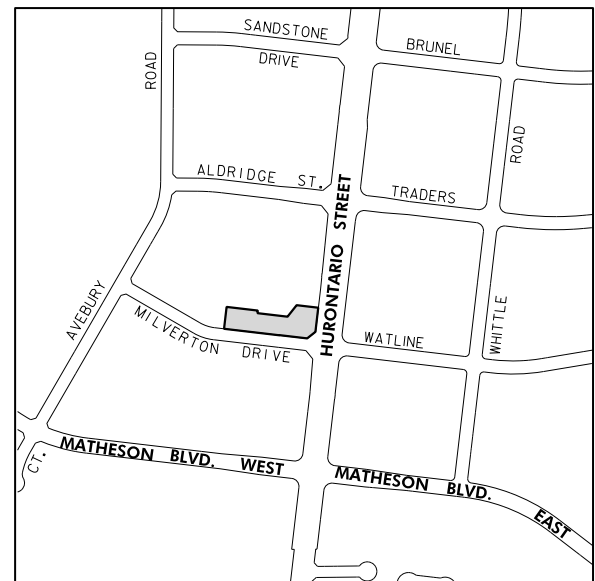 SANDSTONE
DRIVE
BRUNEL
ROAD
ROAD
ALDRIDGE ST.
TRADERS
HURONTARIO STREET
AVEBURY
MILVERTON DRIVE
WATLINE
WHITTLE
MATHESON BLVD. WEST
MATHESON BLVD. EAST
CT.